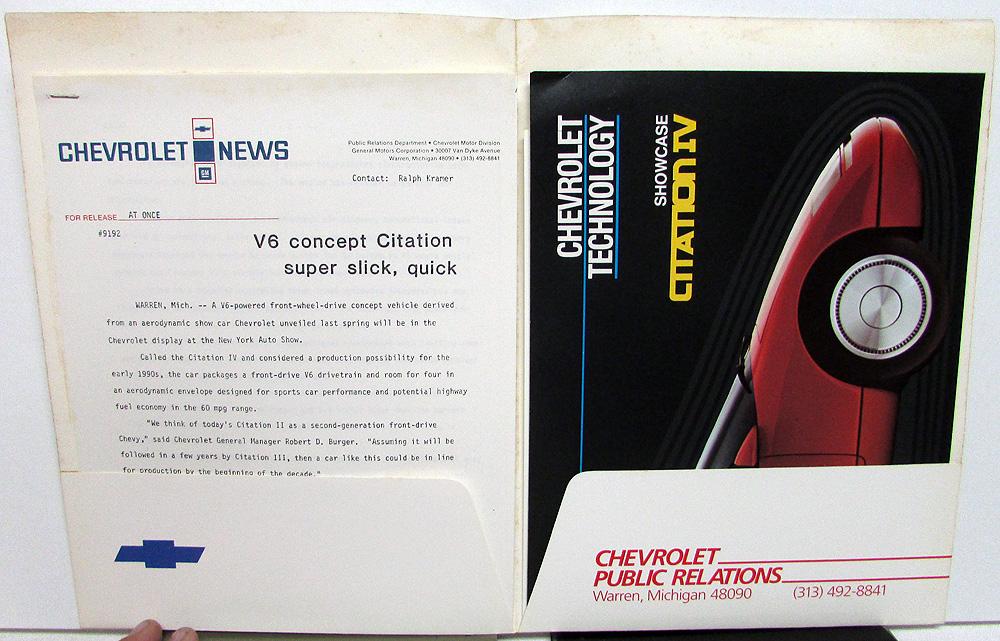 CHEVROLET NEWS
GM
Public Relations Department • Chevrolet Motor Division
General Motors Corporation • 30007 Van Dyke Avenue
Warren, Michigan 48090 • (313) 492-8841
Contact: Ralph Kramer
FOR RELEASE AT ONCE
#9192
V6 concept Citation
super slick, quick
WARREN, Mich. -- A V6-powered front-wheel-drive concept vehicle derived
from an aerodynamic show car Chevrolet unveiled last spring will be in the
Chevrolet display at the New York Auto Show.
Called the Citation IV and considered a production possibility for the
early 1990s, the car packages a front-drive V6 drivetrain and room for four in
an aerodynamic envelope designed for sports car performance and potential highway
fuel economy in the 60 mpg range.
"We think of today's Citation II as a second-generation front-drive
Chevy," said Chevrolet General Manager Robert D. Burger. "Assuming it will be
followed in a few years by Citation III, then a car like this could be in line
for production by the beginning of the decade."
CHEVROLET
TECHNOLOGY
SHOWCASE
CITATION IV
CHEVROLET
PUBLIC RELATIONS
Warren, Michigan 48090 (313) 492-8841